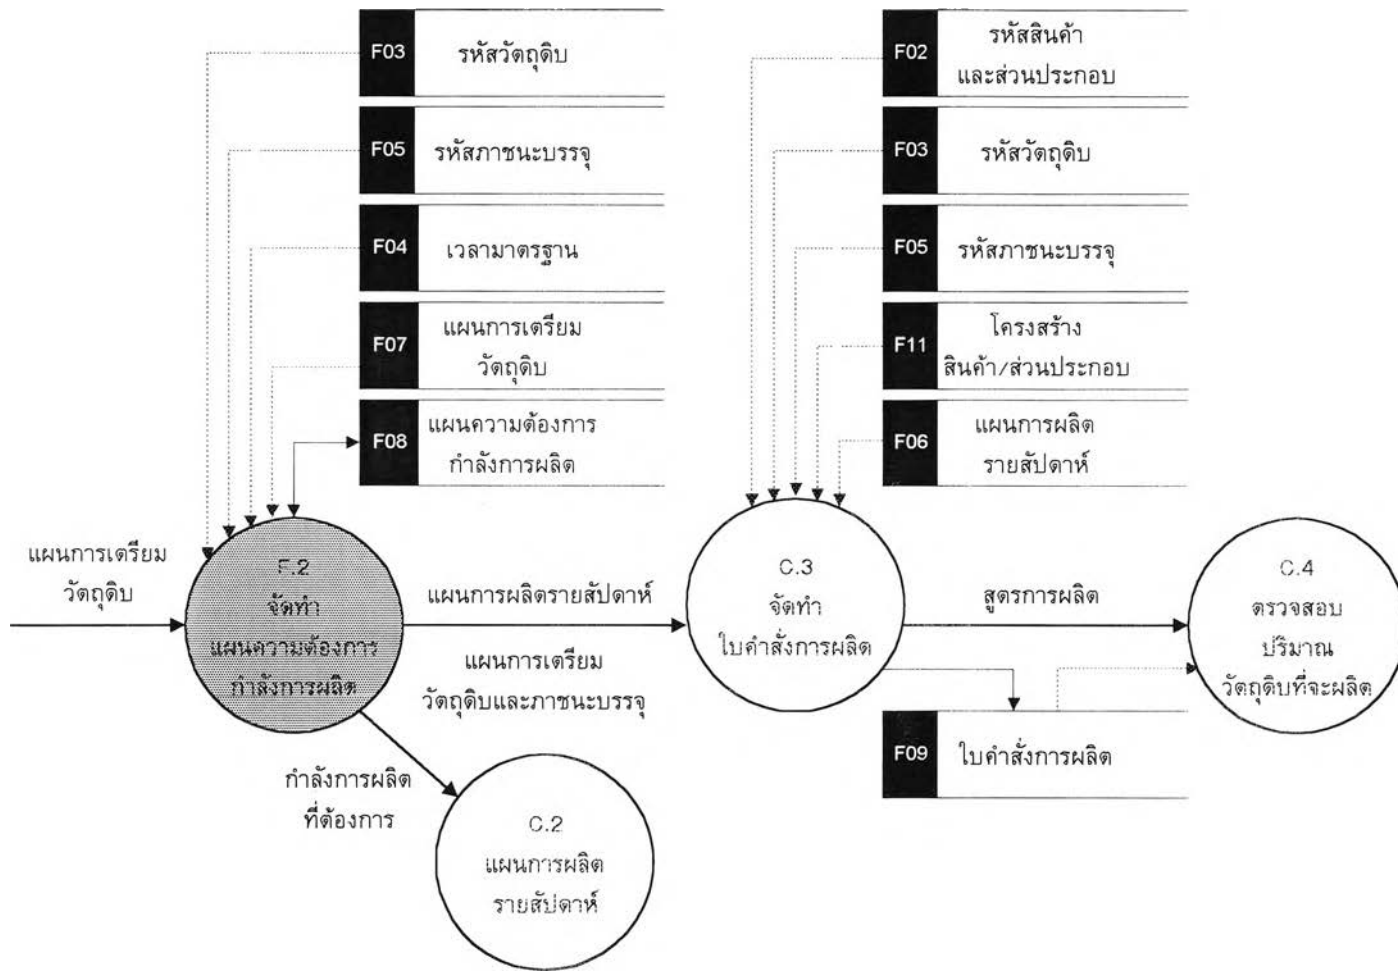 F03
รหัสวัตถุดิบ
F05
รหัสภาชนะบรรจุ
F04
เวลามาตรฐาน
F07
แผนการเตรียม
วัตถุดิบ
F08
แผนความต้องการ
กำลังการผลิต
F02
รหัสสินค้า
และส่วนประกอบ
F03
รหัสวัตถุดิบ
F05
รหัสภาชนะบรรจุ
F11
โครงสร้าง
สินค้า/ส่วนประกอบ
F06
แผนการผลิต
รายสัปดาห์
แผนการเตรียม
วัตถุดิบ
จัดทำ
แผนความต้องการ
กำลังการผลิต
แผนการผลิตรายสัปดาห์
แผนการเตรียม
วัตถุดิบและภาชนะบรรจุ
กำลังการผลิต
ที่ต้องการ
C.2
แผนการผลิต
รายสัปดาห์
C.3
จัดทำ
ใบคำสั่งการผลิต
สูตรการผลิต
F09
ใบคำสั่งการผลิต
C.4
ตรวจสอบ
ปริมาณ
วัตถุดิบที่จะผลิต